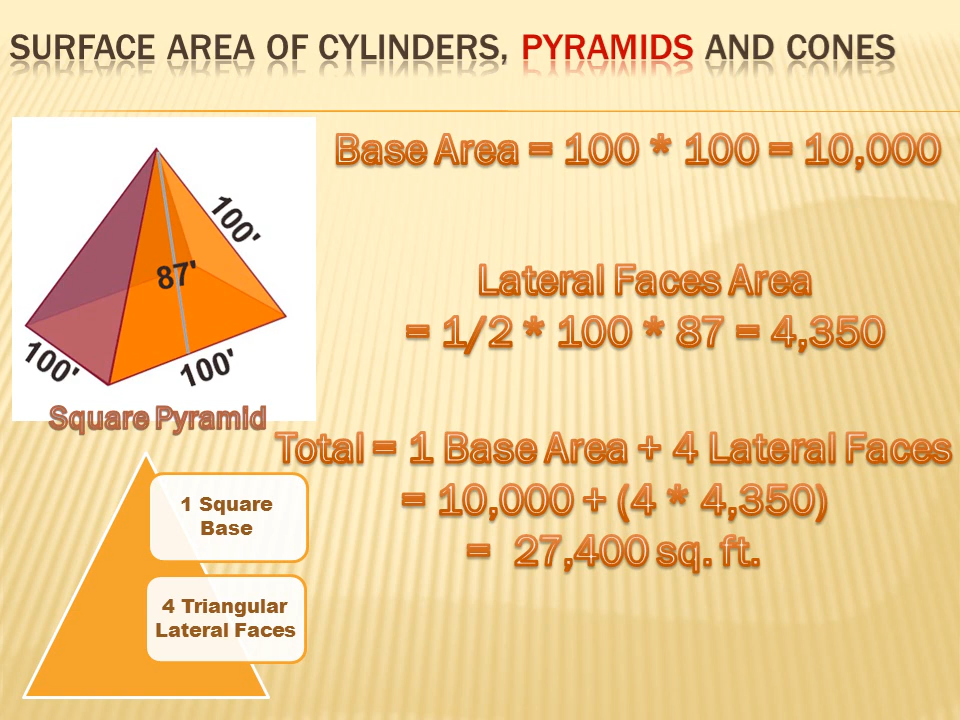 SURFACE AREA OF CYLINDERS, PYRAMIDS AND CONES
Base Area = 100 * 100 = 10,000
100'
87'
100'
100'
Square Pyramid
Lateral Faces Area
= 1/2 * 100 * 87 = 4,350
Total = 1 Base Area + 4 Lateral Faces
= 10,000 + (4 * 4,350)
= 27,400 sq. ft.
1 Square
Base
4 Triangular
Lateral Faces